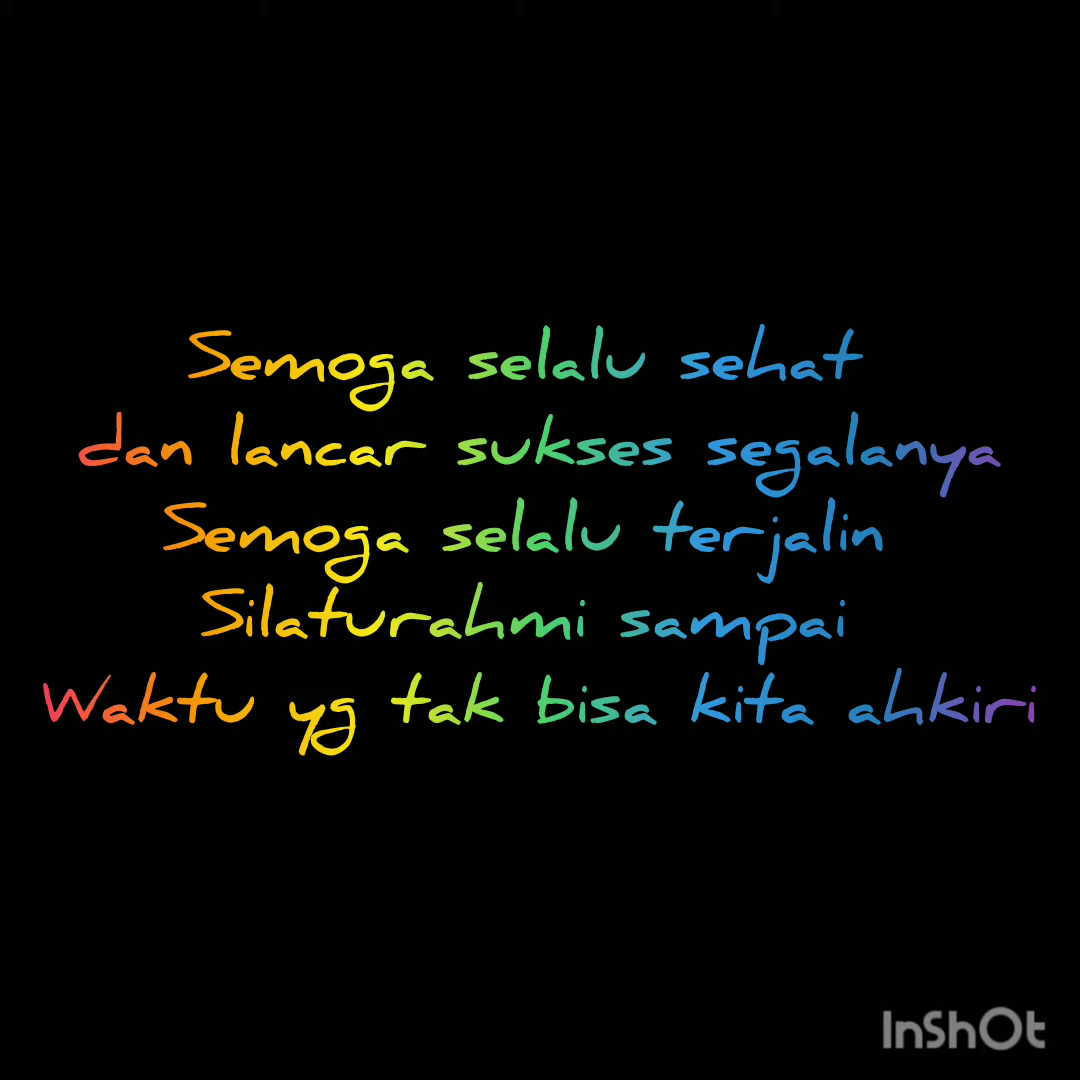 Semoga selalu sehat
dan lancar sukses segalanya
Semoga selalu terjalin
Silaturahmi sampai
Waktu yg tak bisa kita ahkiri
InShOt